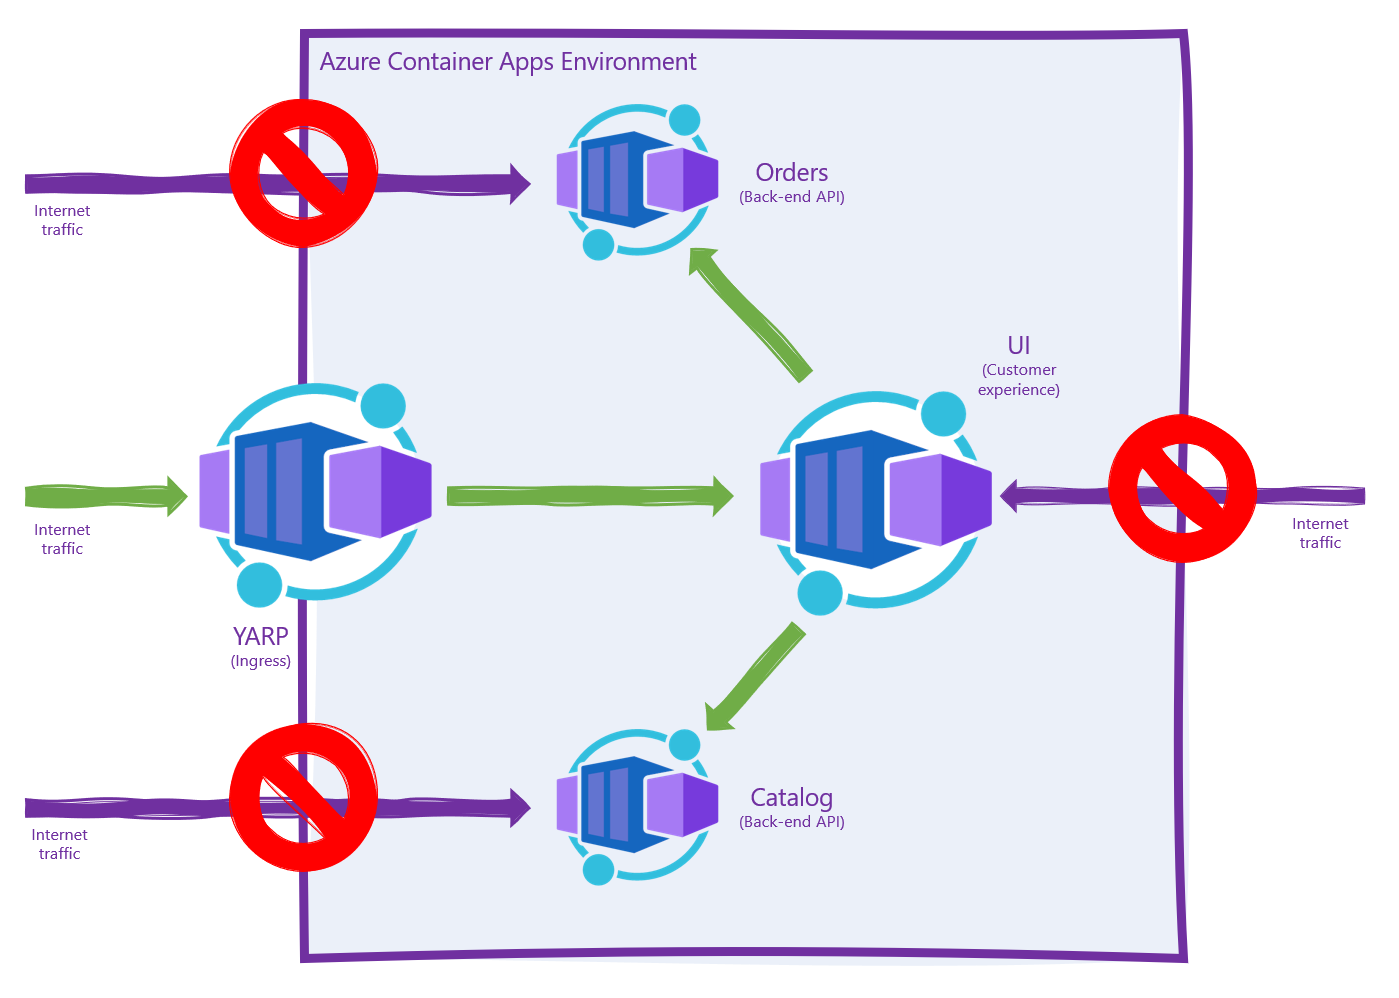 Azure Container Apps Environment
Internet
traffic
Orders
(Back-end API)
UI
(Customer
experience)
Internet
traffic
Internet
traffic
YARP
(Ingress)
Internet
traffic
Catalog
(Back-end API)